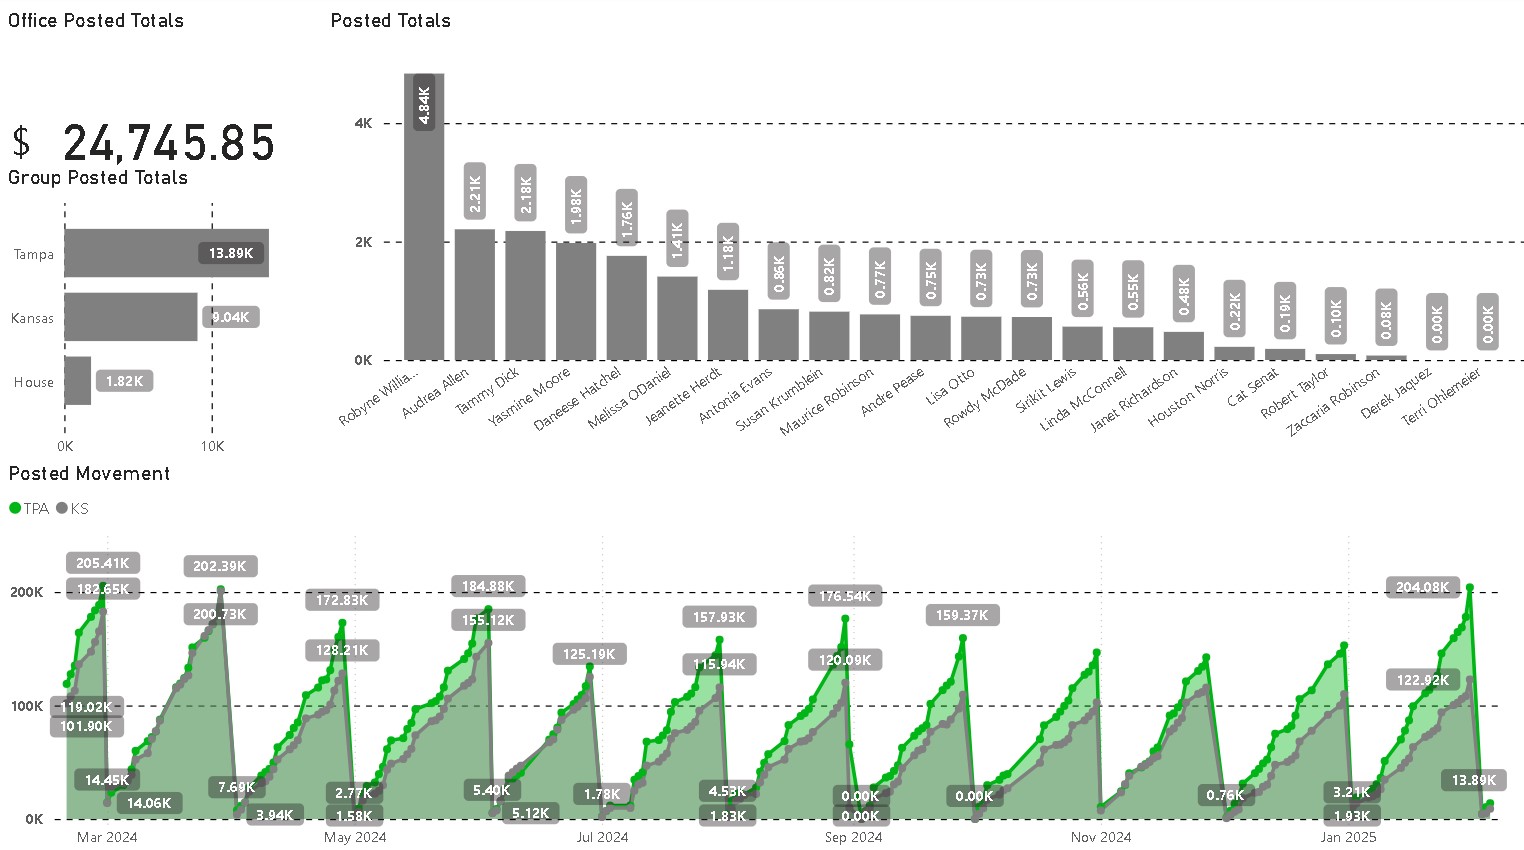 Office Posted Totals
$ 24,745.85
Group Posted Totals
Tampa 13.89K
Kansas 9.04K
House 1.82K
0K 10K
Posted Totals
4K
2K
0K
4.84K
2.21K
2.18K
1.98K
1.76K
1.41K
1.18K
0.86K
0.82K
0.77K
0.75K
0.73K
0.73K
0.56K
0.55K
0.48K
0.22K
0.19K
0.10K
0.08K
0.00K
0.00K
Robyne Willia...
Audrea Allen
Tammy Dick
Yasmine Moore
Daneese Hatchel
Melissa ODaniel
Jeanette Herdt
Antonia Evans
Susan Krumblein
Maurice Robinson
Andre Pease
Lisa Otto
Rowdy McDade
Sirikit Lewis
Linda McConnell
Janet Richardson
Houston Norris
Cat Senat
Robert Taylor
Zaccaria Robinson
Derek Jaquez
Terri Ohlemeier
Posted Movement
TPA KS
200K
100K
0K
205.41K
182.65K
119.02K
101.90K
14.45K
14.06K
202.39K
200.73K
7.69K
3.94K
172.83K
128.21K
2.77K
1.58K
184.88K
155.12K
5.40K
5.12K
125.19K
1.78K
157.93K
115.94K
4.53K
1.83K
176.54K
120.09K
0.00K
0.00K
159.37K
0.00K
0.76K
3.21K
1.93K
204.08K
122.92K
13.89K
Mar 2024 May 2024 Jul 2024 Sep 2024 Nov 2024 Jan 2025